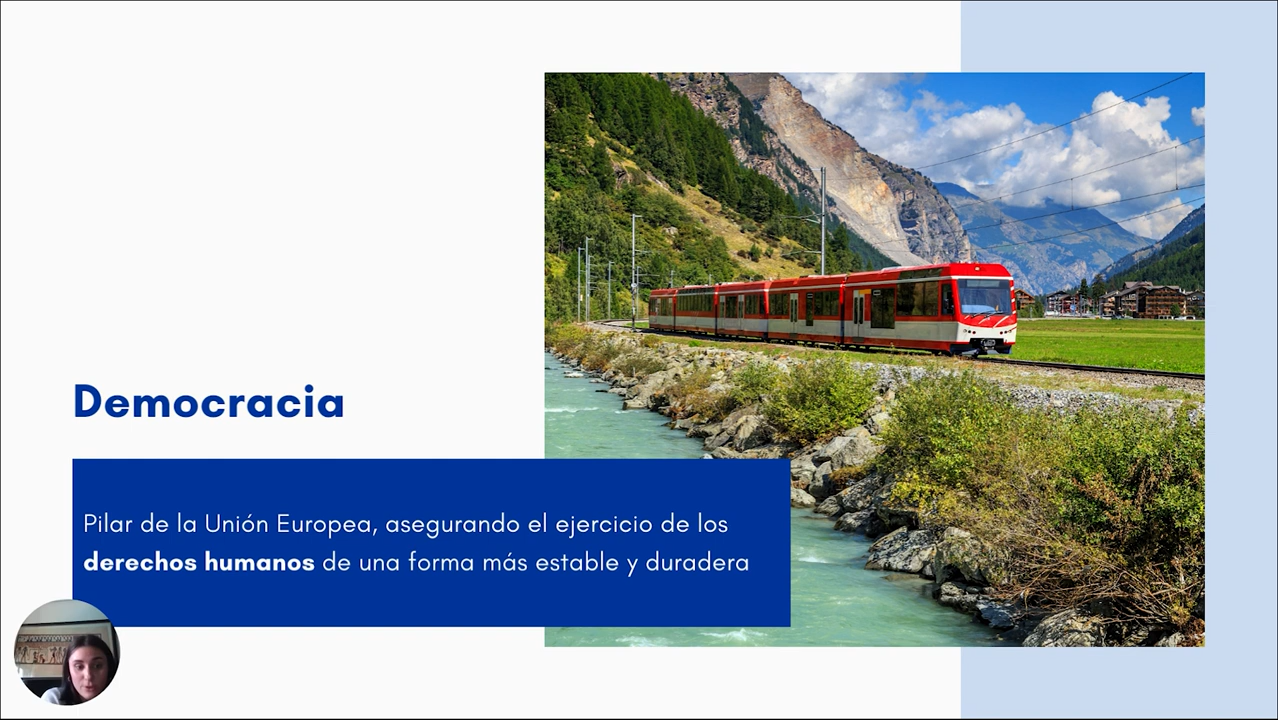 Democracia
Pilar de la Unión Europea, asegurando el ejercicio de los
derechos humanos de una forma más estable y duradera